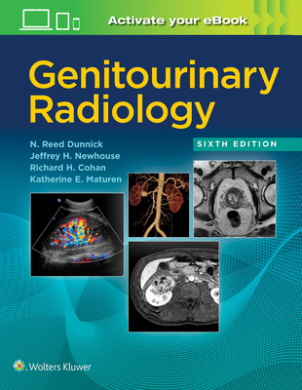 Activate your eBook
Genitourinary
Radiology
SIXTH EDITION
N. Reed Dunnick
Jeffrey H. Newhouse
Richard H. Cohan
Katherine E. Maturen
Wolters Kluwer